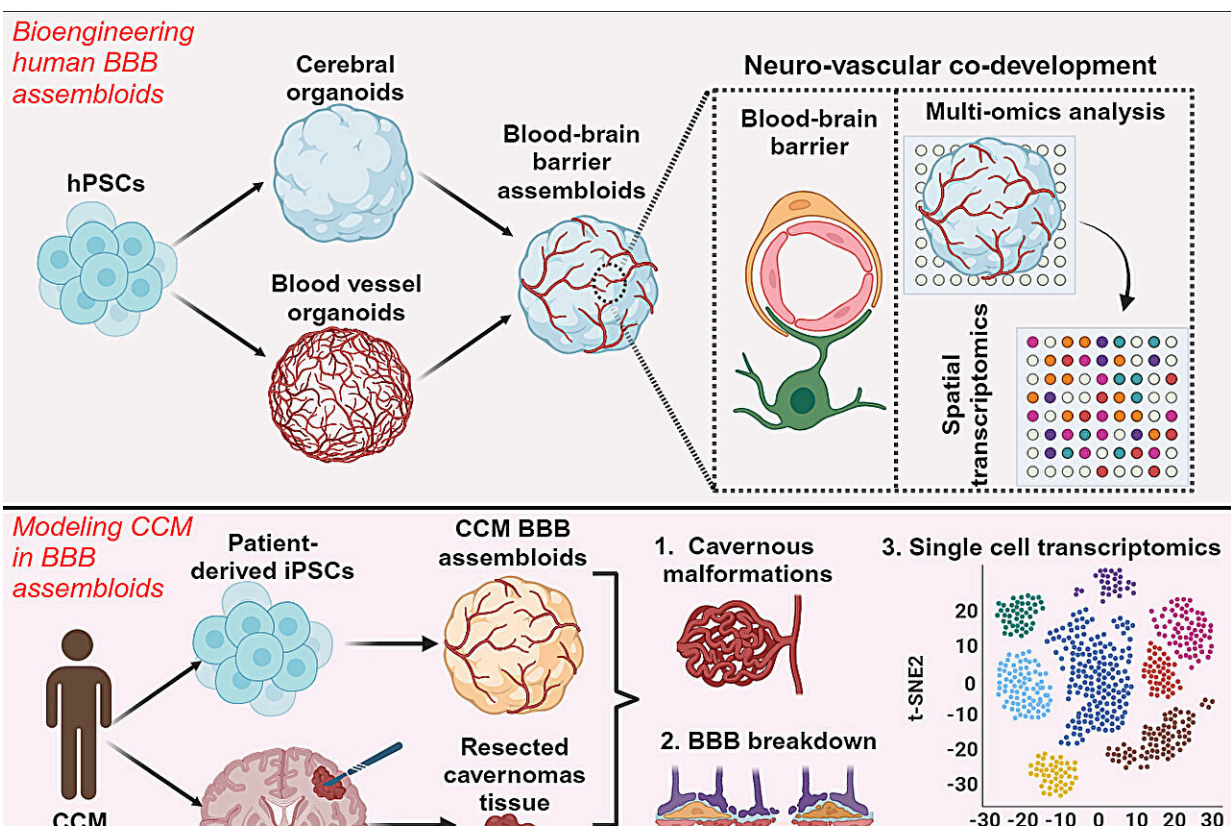 Bioengineering
human BBB
assembloids
hPSCs
Cerebral
organoids
Blood vessel
organoids
Blood-brain
barrier
assembloids
Neuro-vascular co-development
Blood-brain
barrier
Multi-omics analysis
Spatial
transcriptomics
Modeling CCM
in BBB
assembloids
CCM
Patient-
derived iPSCs
CCM BBB
assembloids
Resected
cavernomas
tissue
1. Cavernous
malformations
2. BBB breakdown
3. Single cell transcriptomics
t-SNE2
20
10
0
-10
-20
-30
-30 -20 -10 0 10 20 30